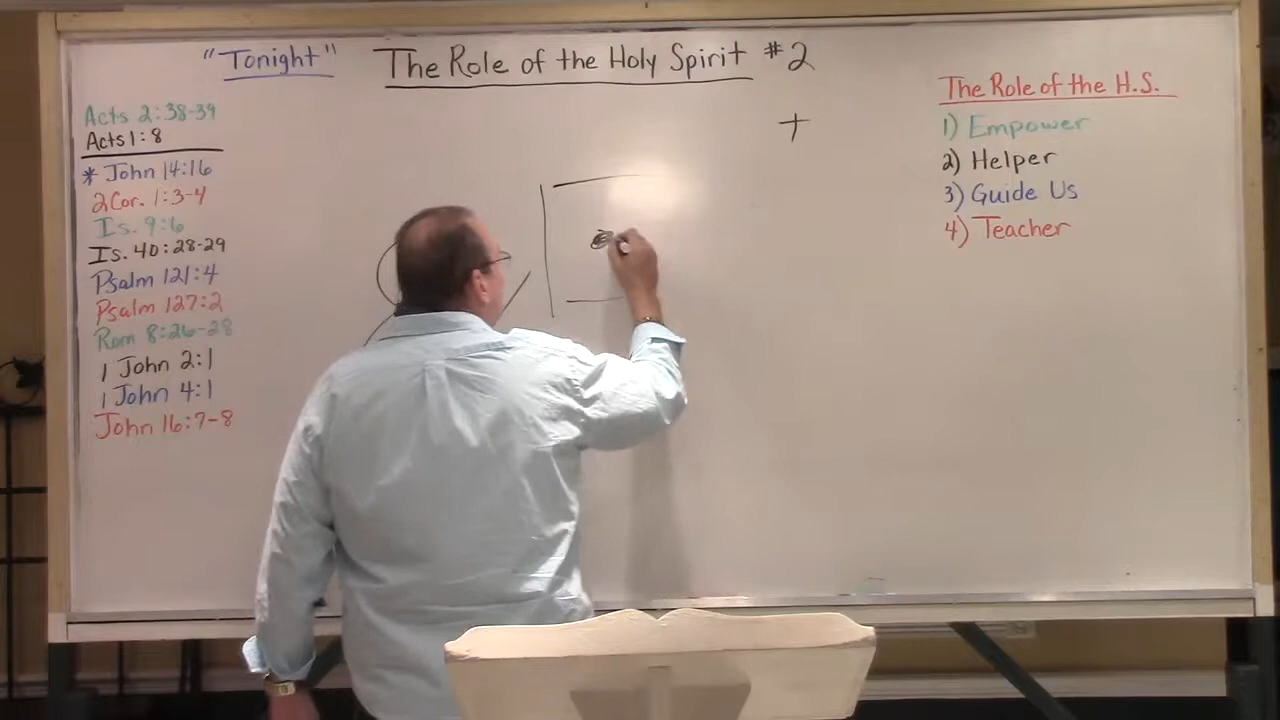 "Tonight" The Role of the Holy Spirit #2
Acts 2:38-39
Acts 1:8
* John 14:16
2 Cor. 1:3-4
Is. 9:6
Is. 40:28-29
Psalm 121:4
Psalm 127:2
Rom 8:26-28
1 John 2:1
1 John 4:1
John 16:7-8
+
The Role of the H.S.
1) Empower
2) Helper
3) Guide Us
4) Teacher